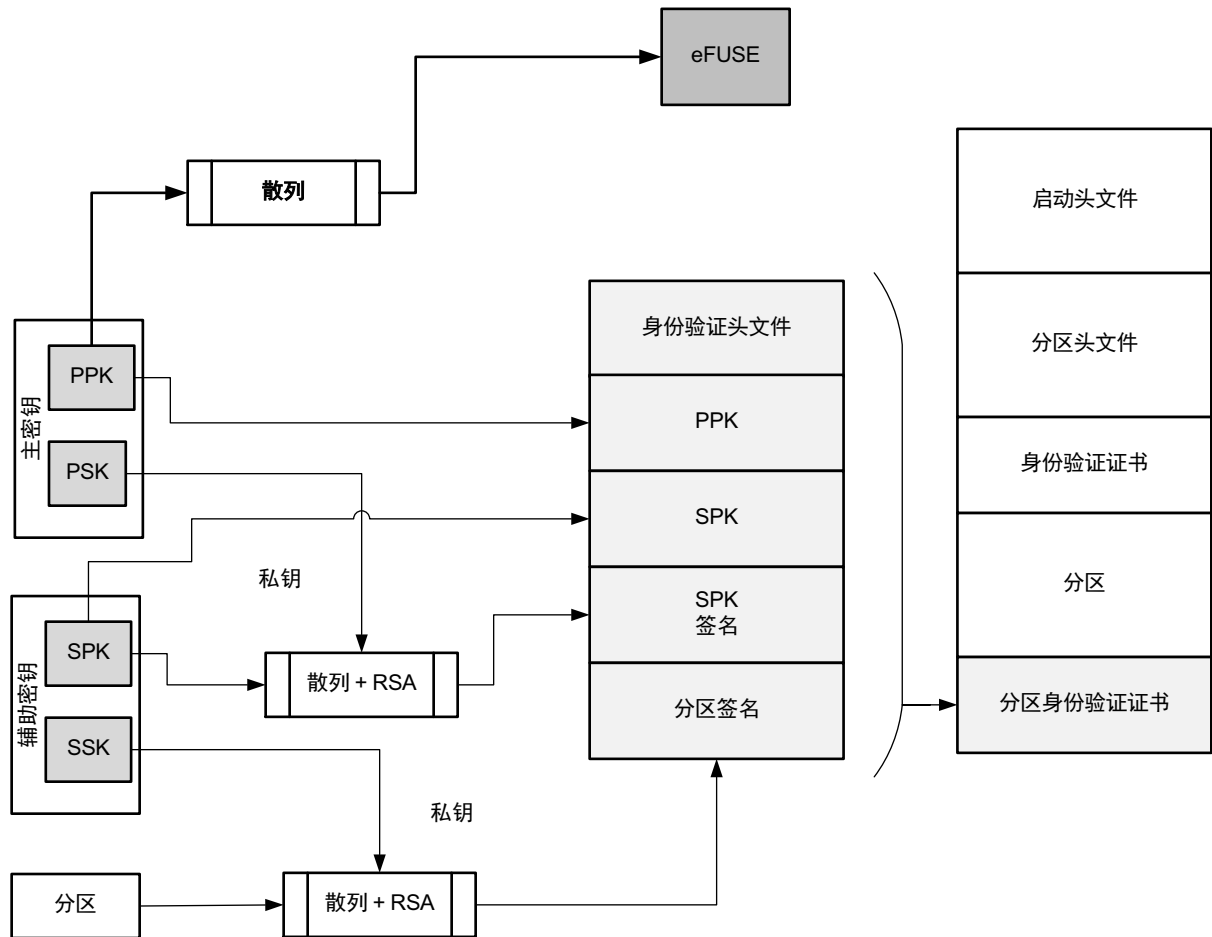 eFUSE
散列
启动头文件
身份验证头文件
分区头文件
主密钥
PPK
PPK
PSK
身份验证证书
SPK
私钥
辅助密钥
SPK
签名
分区
SPK
散列 + RSA
分区签名
分区身份验证证书
SSK
私钥
分区
散列 + RSA